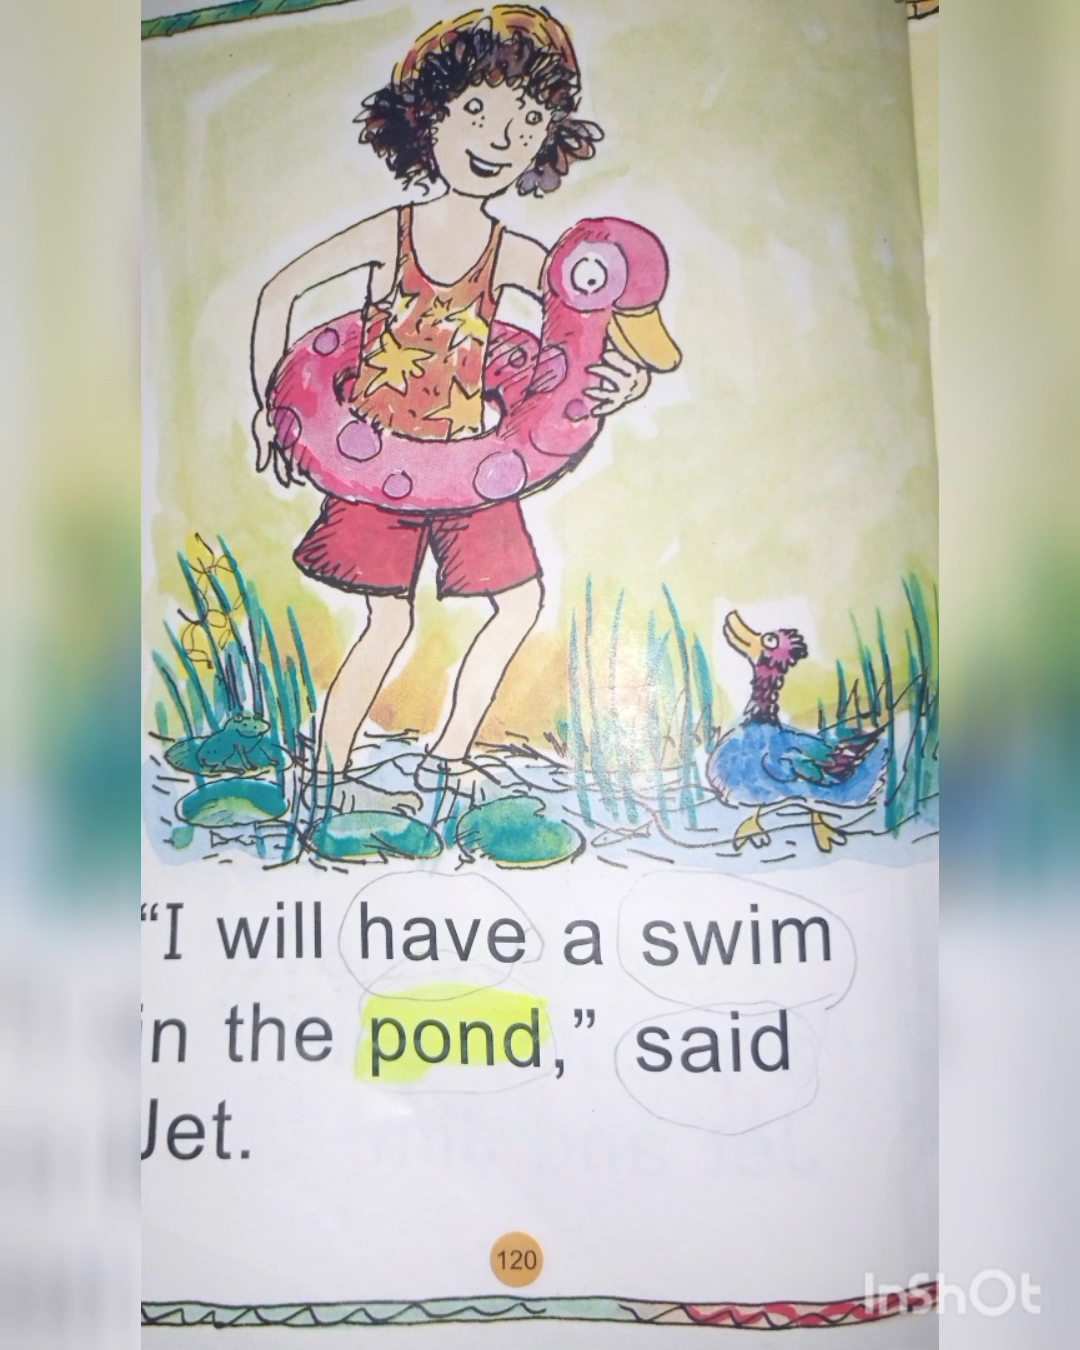 “I will have a swim
in the pond,” said
Jet.
120
InShOt